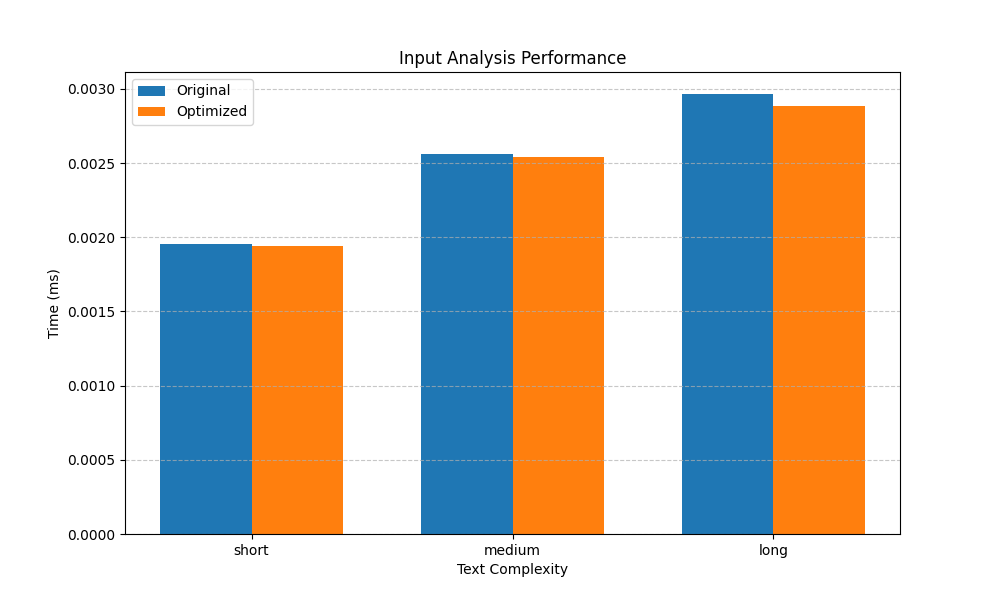 Input Analysis Performance
Original
Optimized
0.0030
0.0025
0.0020
0.0015
0.0010
0.0005
0.0000
Time (ms)
short medium long
Text Complexity